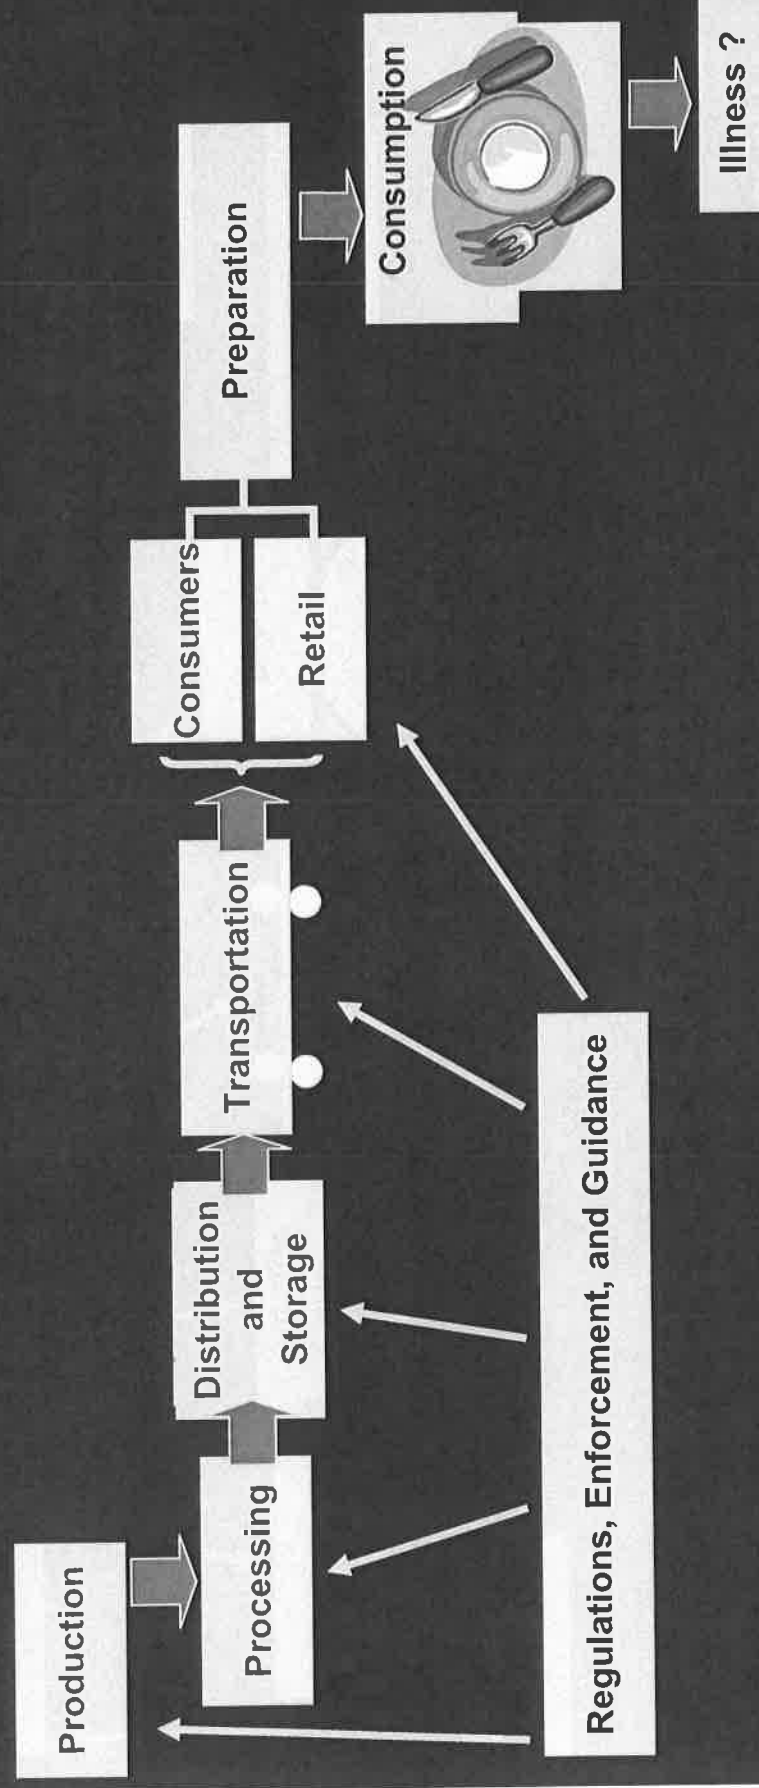 Production
Processing
Distribution
and
Storage
Transportation
Consumers
Retail
Preparation
Consumption
Illness ?
Regulations, Enforcement, and Guidance